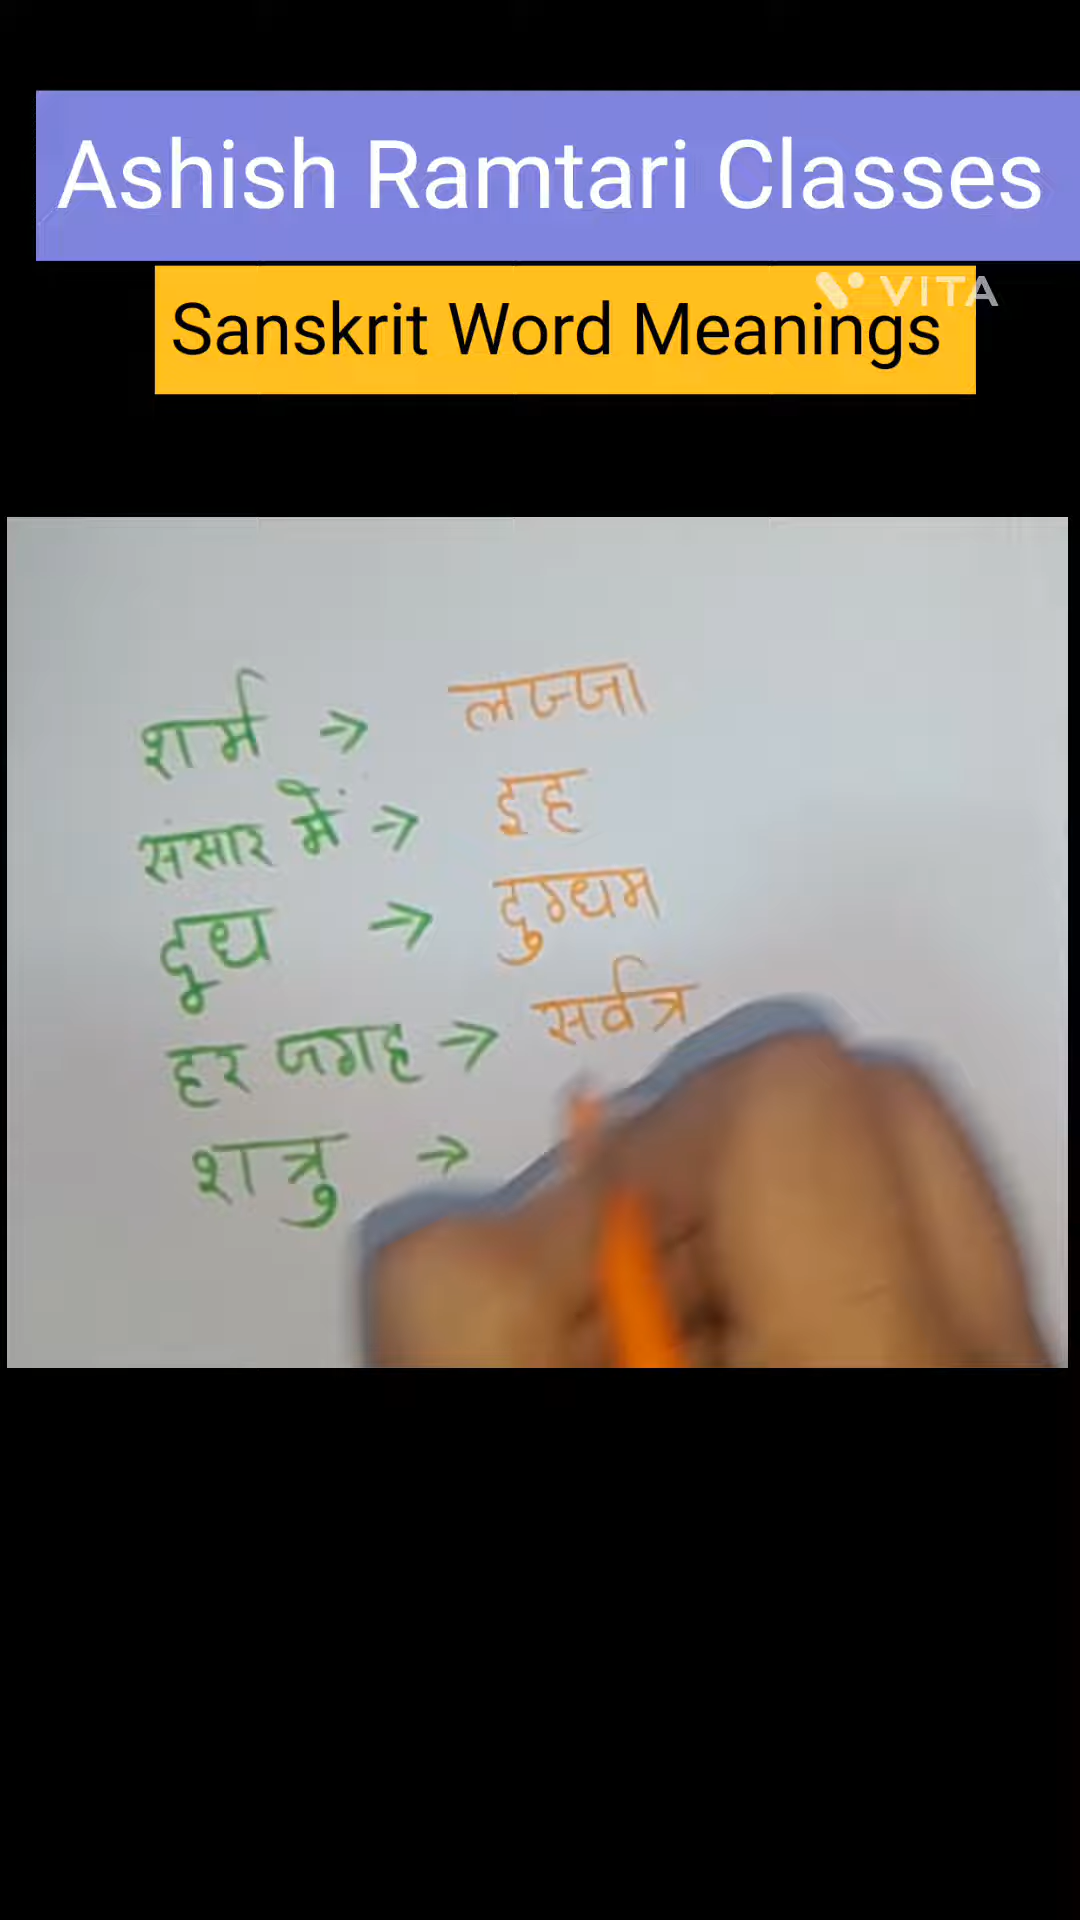 Ashish Ramtari Classes
VITA
Sanskrit Word Meanings
शर्म → लज्जा
संसार में → इह
दूध → दुग्धम
हर जगह → सर्वत्र
शत्रु →